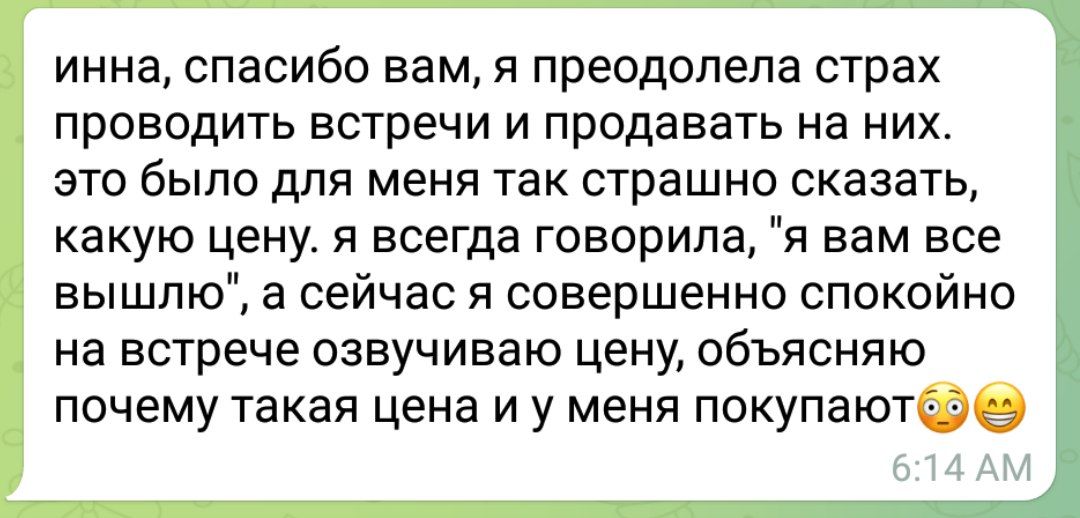 инна, спасибо вам, я преодолела страх
проводить встречи и продавать на них.
это было для меня так страшно сказать,
какую цену. я всегда говорила, "я вам все
вышлю", а сейчас я совершенно спокойно
на встрече озвучиваю цену, объясняю
почему такая цена и у меня покупают😳😁
6:14 AM